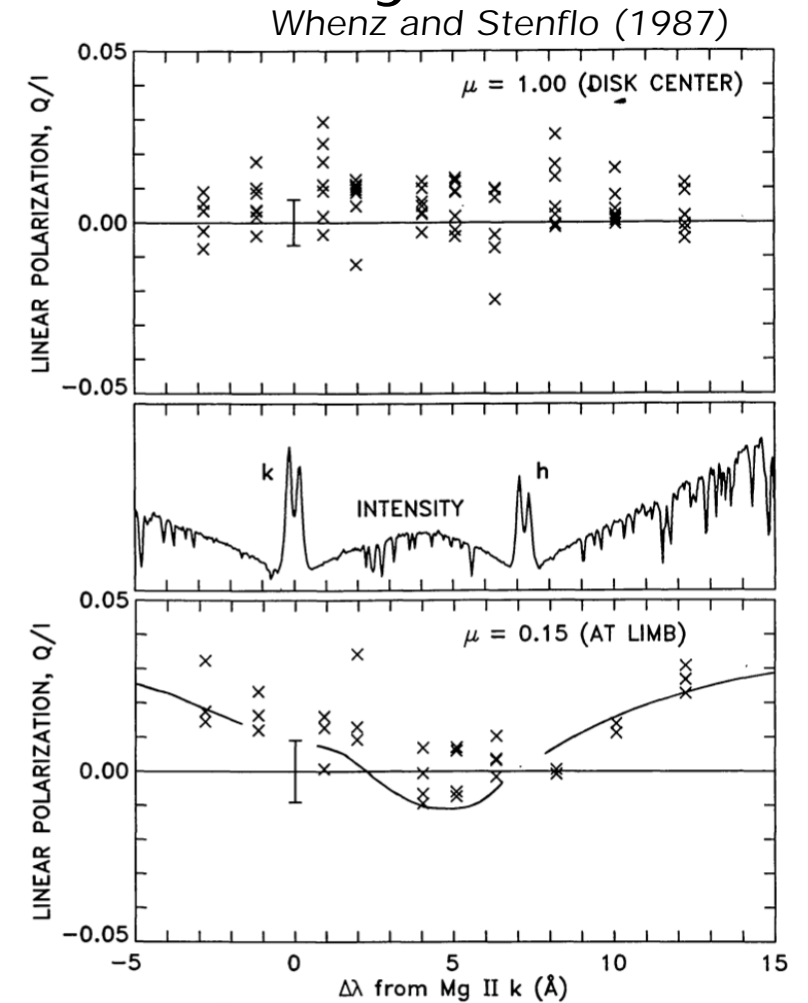 Whenz and Stenflo (1987)
0.05
μ = 1.00 (DISK CENTER)
LINEAR POLARIZATION, Q/I
0.00
−0.05
k
h
INTENSITY
0.05
μ = 0.15 (AT LIMB)
LINEAR POLARIZATION, Q/I
0.00
−0.05
−5 0 5 10 15
Δλ from Mg II k (Å)